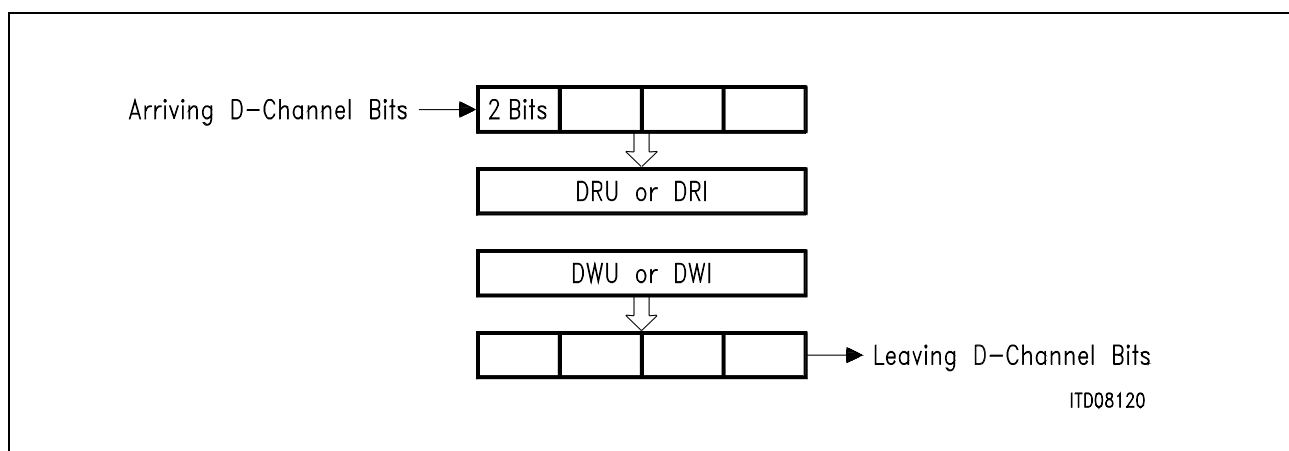 Arriving D-Channel Bits
2 Bits
DRU or DRI
DWU or DWI
Leaving D-Channel Bits
ITD08120